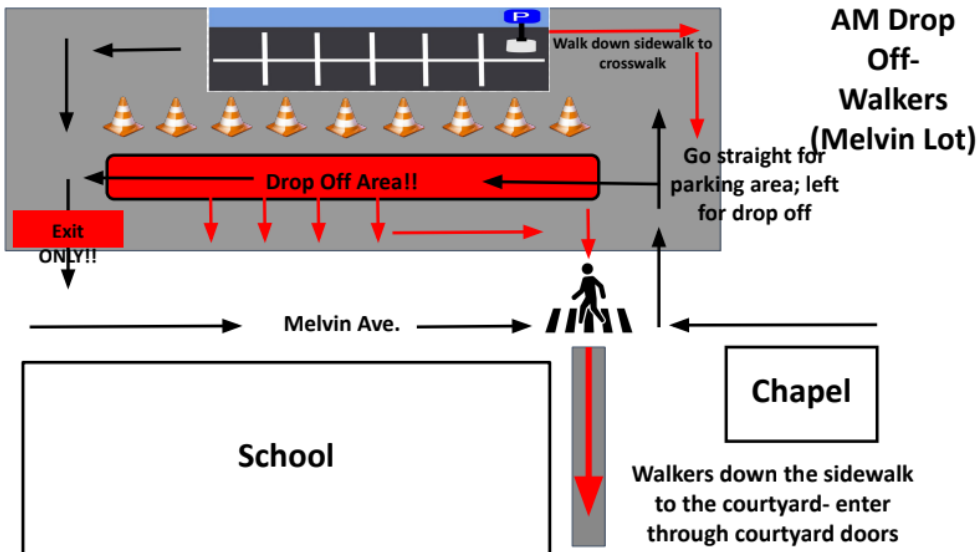 AM Drop
Off-
Walkers
(Melvin Lot)
P
Walk down sidewalk to
crosswalk
Go straight for
parking area; left
for drop off
Drop Off Area!!
Exit
ONLY!!
Melvin Ave.
School
Chapel
Walkers down the sidewalk
to the courtyard- enter
through courtyard doors